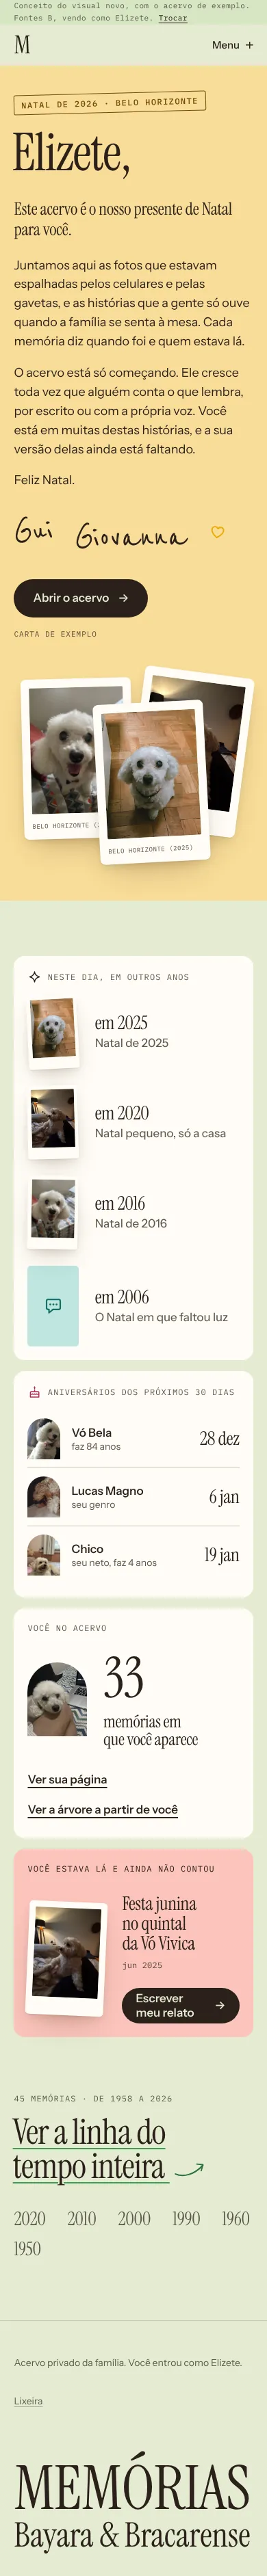 Conceito do visual novo, com o acervo de exemplo.
Fontes B, vendo como Elizete. Trocar
M
Menu +
NATAL DE 2026 · BELO HORIZONTE
Elizete,
Este acervo é o nosso presente de Natal
para você.
Juntamos aqui as fotos que estavam
espalhadas pelos celulares e pelas
gavetas, e as histórias que a gente só ouve
quando a família se senta à mesa. Cada
memória diz quando foi e quem estava lá.
O acervo está só começando. Ele cresce
toda vez que alguém conta o que lembra,
por escrito ou com a própria voz. Você
está em muitas destas histórias, e a sua
versão delas ainda está faltando.
Feliz Natal.
Gui Giovanna
Abrir o acervo →
CARTA DE EXEMPLO
BELO HORIZONTE (2
BELO HORIZONTE (2025)
NESTE DIA, EM OUTROS ANOS
em 2025
Natal de 2025
em 2020
Natal pequeno, só a casa
em 2016
Natal de 2016
em 2006
O Natal em que faltou luz
ANIVERSÁRIOS DOS PRÓXIMOS 30 DIAS
Vó Bela
faz 84 anos
28 dez
Lucas Magno
seu genro
6 jan
Chico
seu neto, faz 4 anos
19 jan
VOCÊ NO ACERVO
33
memórias em
que você aparece
Ver sua página
Ver a árvore a partir de você
VOCÊ ESTAVA LÁ E AINDA NÃO CONTOU
Festa junina
no quintal
da Vó Vivica
jun 2025
Escrever
meu relato →
45 MEMÓRIAS · DE 1958 A 2026
Ver a linha do
tempo inteira
2020 2010 2000 1990 1960
1950
Acervo privado da família. Você entrou como Elizete.
Lixeira
MEMÓRIAS
Bayara & Bracarense